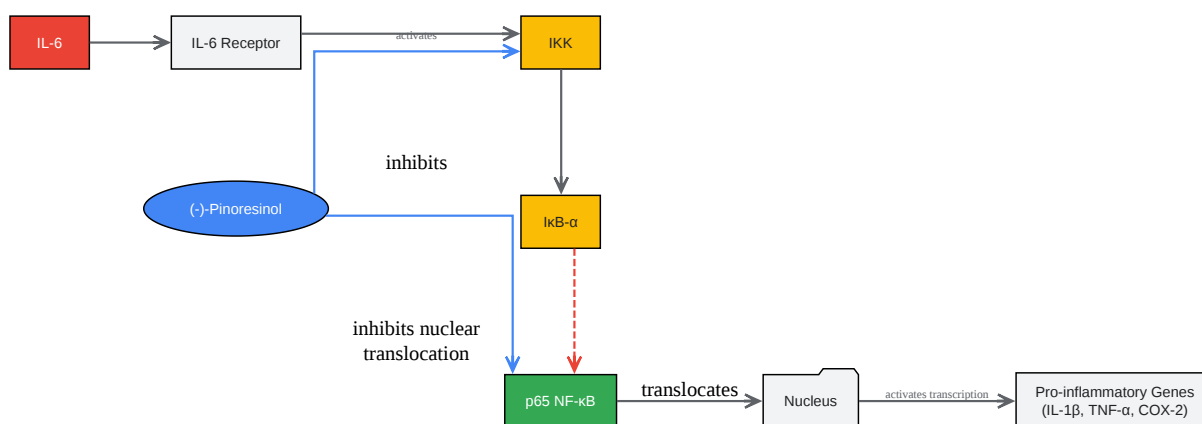 IL-6
IL-6 Receptor
activates
IKK
inhibits
(-)-Pinoresinol
IκB-α
inhibits nuclear
translocation
p65 NF-κB
translocates
Nucleus
activates transcription
Pro-inflammatory Genes
(IL-1β, TNF-α, COX-2)